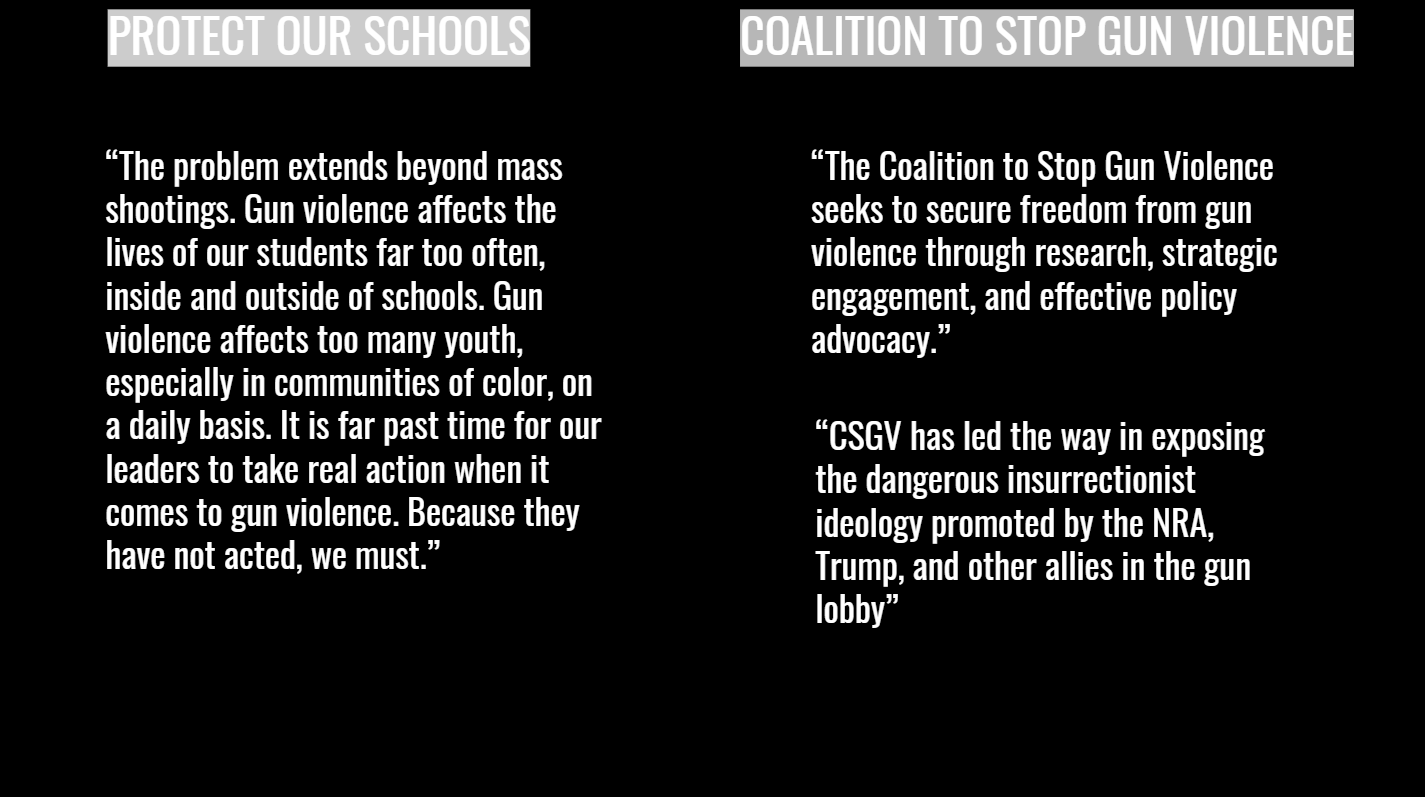 PROTECT OUR SCHOOLS
“The problem extends beyond mass
shootings. Gun violence affects the
lives of our students far too often,
inside and outside of schools. Gun
violence affects too many youth,
especially in communities of color, on
a daily basis. It is far past time for our
leaders to take real action when it
comes to gun violence. Because they
have not acted, we must.”
COALITION TO STOP GUN VIOLENCE
“The Coalition to Stop Gun Violence
seeks to secure freedom from gun
violence through research, strategic
engagement, and effective policy
advocacy.”
“CSGV has led the way in exposing
the dangerous insurrectionist
ideology promoted by the NRA,
Trump, and other allies in the gun
lobby”